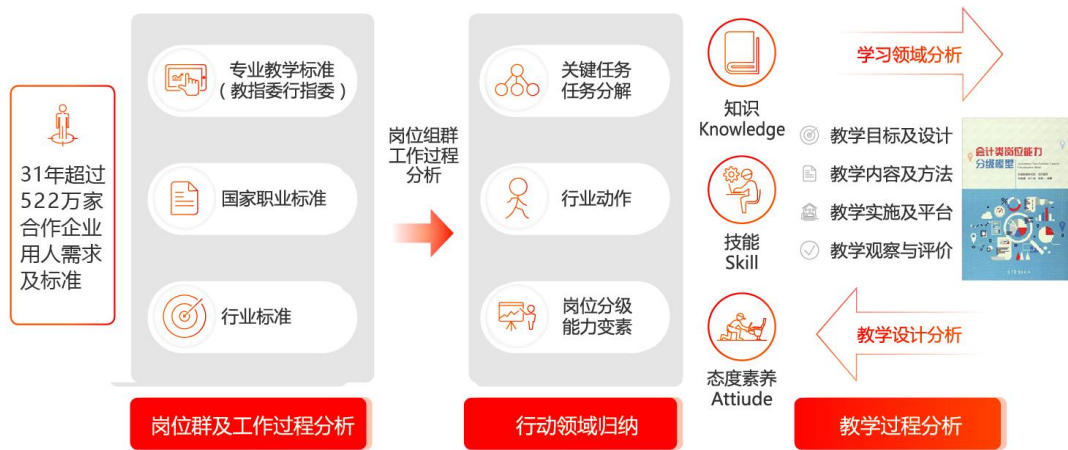 31年超过
522万家
合作企业
用人需求
及标准
专业教学标准
（教指委行指委）
国家职业标准
行业标准
岗位群及工作过程分析
岗位组群
工作过程
分析
关键任务
任务分解
行业动作
岗位分级
能力变素
行动领域归纳
知识
Knowledge
技能
Skill
态度素养
Attiude
学习领域分析
教学目标及设计
教学内容及方法
教学实施及平台
教学观察与评价
会计类岗位能力
分级模型
教学设计分析
教学过程分析